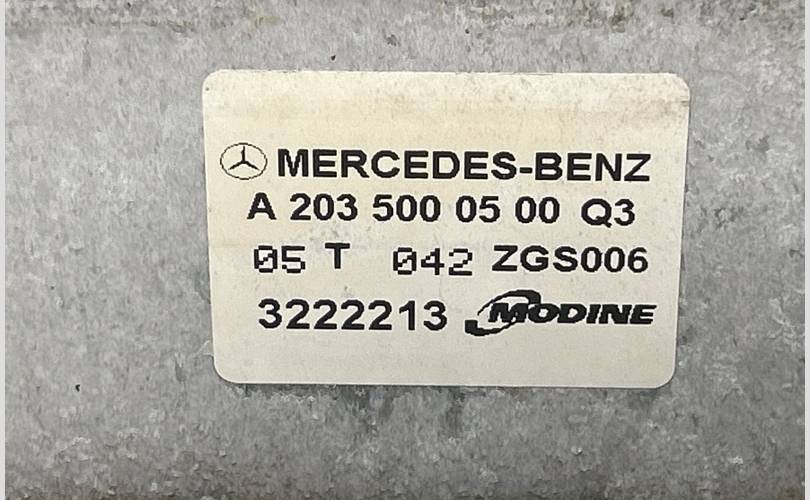 MERCEDES-BENZ
A 203 500 05 00 Q3
05 T 042 ZGS006
3222213 MODINE